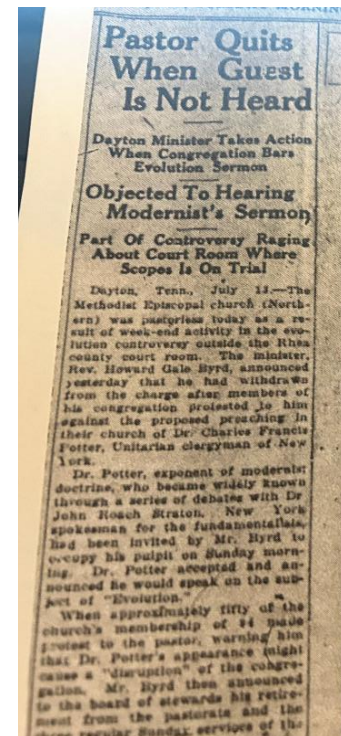 Pastor Quits
When Guest
Is Not Heard
Dayton Minister Takes Action
When Congregation Bars
Evolution Sermon
Objected To Hearing
Modernist's Sermon
Part Of Controversy Raging
About Court Room Where
Scopes Is On Trial
Dayton, Tenn., July 13.—The
Methodist Episcopal church (North-
ern) was pastorless today as a re-
sult of week-end activity in the evo-
lution controversy outside the Rhea
county court room. The minister,
Rev. Howard Gale Byrd, announced
yesterday that he had withdrawn
from the charge after members of
his congregation protested to him
against the proposed preaching in
their church of Dr. Charles Francis
Potter, Unitarian clergyman of New
York.
Dr. Potter, exponent of modernist
doctrine, who became widely known
through a series of debates with Dr
John Roach Straton, New York
spokesman for the fundamentalists,
had been invited by Mr. Byrd to
occupy his pulpit on Sunday morn-
ing. Dr. Potter accepted and an-
nounced he would speak on the sub-
ject of "Evolution."
When approximately fifty of the
church's membership of 84 made
protest to the pastor, warning him
that Dr. Potter's appearance might
cause a "disruption" of the congre-
gation, Mr. Byrd then announced
to the board of stewards his retire-
ment from the pastorate and the
three regular Sunday services of the